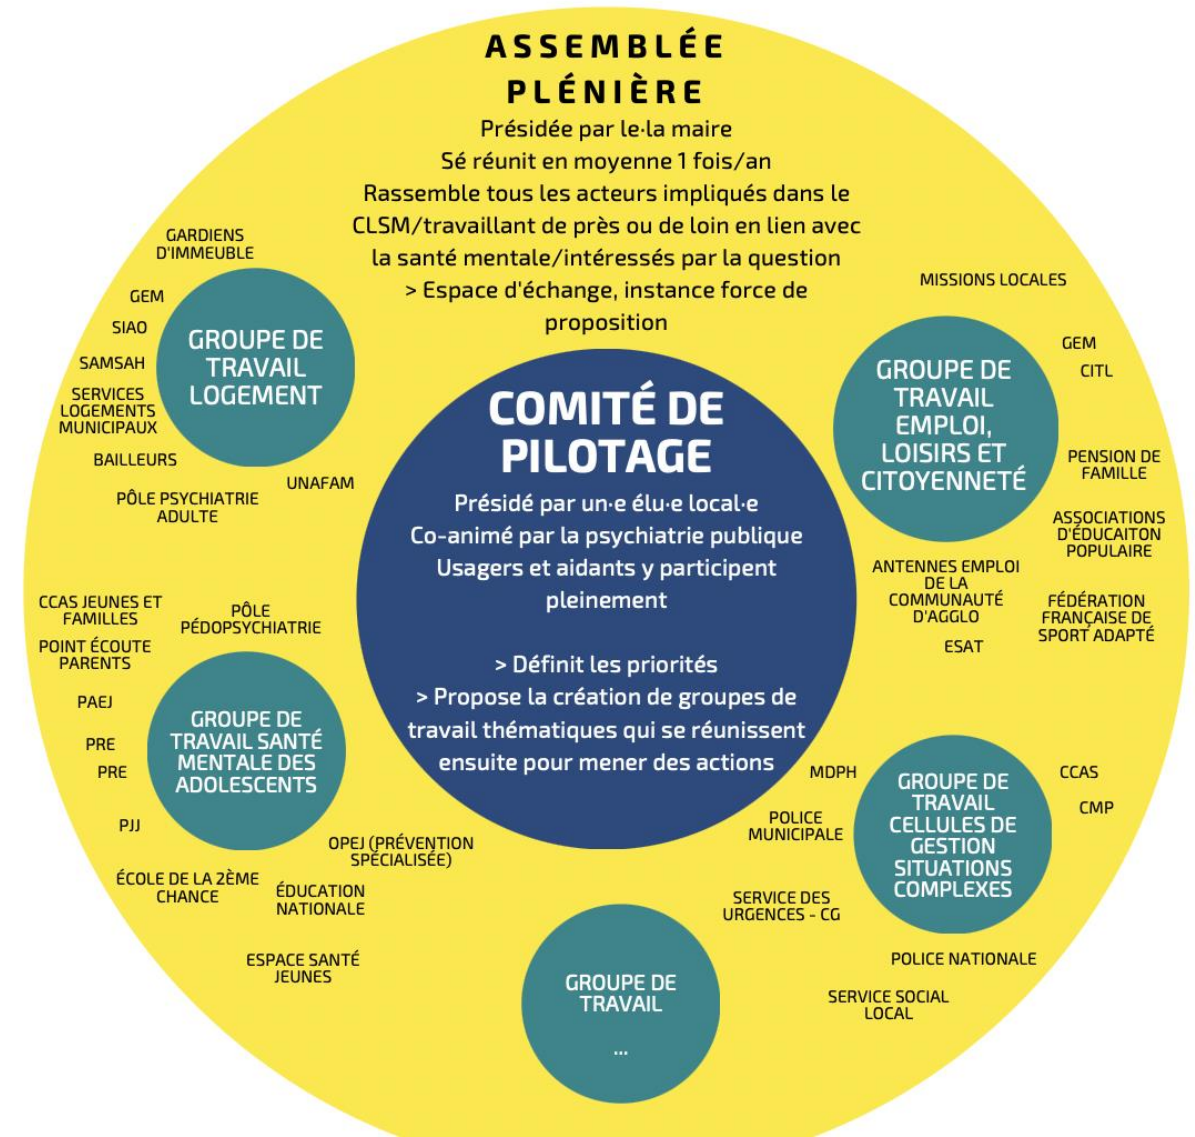 ASSEMBLÉE
PLÉNIÈRE
Présidée par le·la maire
Sé réunit en moyenne 1 fois/an
Rassemble tous les acteurs impliqués dans le
CLSM/travaillant de près ou de loin en lien avec
la santé mentale/intéressés par la question
> Espace d'échange, instance force de
proposition
GARDIENS
D'IMMEUBLE
GEM
SIAO
SAMSAH
SERVICES
LOGEMENTS
MUNICIPAUX
BAILLEURS
PÔLE PSYCHIATRIE
ADULTE
UNAFAM
GROUPE DE
TRAVAIL
LOGEMENT
COMITÉ DE
PILOTAGE
Présidé par un·e élu·e local·e
Co-animé par la psychiatrie publique
Usagers et aidants y participent
pleinement
> Définit les priorités
> Propose la création de groupes de
travail thématiques qui se réunissent
ensuite pour mener des actions
MISSIONS LOCALES
GEM
CITL
GROUPE DE
TRAVAIL
EMPLOI,
LOISIRS ET
CITOYENNETÉ
PENSION DE
FAMILLE
ASSOCIATIONS
D'ÉDUCAITON
POPULAIRE
ANTENNES EMPLOI
DE LA
COMMUNAUTÉ
D'AGGLO
FÉDÉRATION
FRANÇAISE DE
SPORT ADAPTÉ
ESAT
CCAS JEUNES ET
FAMILLES
PÔLE
PÉDOPSYCHIATRIE
POINT ÉCOUTE
PARENTS
PAEJ
PRE
PRE
PJJ
GROUPE DE
TRAVAIL SANTÉ
MENTALE DES
ADOLESCENTS
OPEJ (PRÉVENTION
SPÉCIALISÉE)
ÉCOLE DE LA 2ÈME
CHANCE
ÉDUCATION
NATIONALE
ESPACE SANTÉ
JEUNES
MDPH
POLICE
MUNICIPALE
GROUPE DE
TRAVAIL
CELLULES DE
GESTION
SITUATIONS
COMPLEXES
CCAS
CMP
SERVICE DES
URGENCES - CG
POLICE NATIONALE
SERVICE SOCIAL
LOCAL
GROUPE DE
TRAVAIL
...